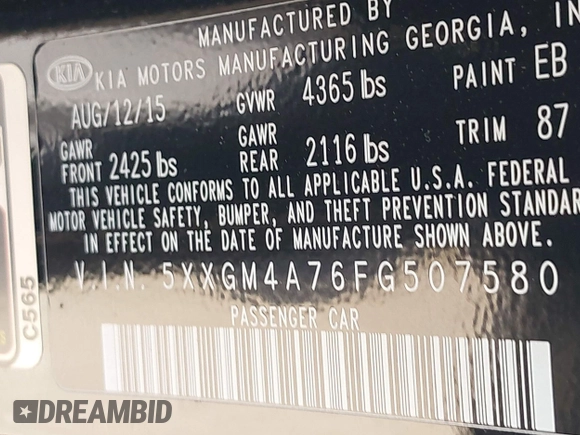 MANUFACTURED BY
KIA KIA MOTORS MANUFACTURING GEORGIA, IN
AUG/12/15 GVWR 4365 lbs PAINT EB
GAWR FRONT 2425 lbs GAWR REAR 2116 lbs TRIM 87
THIS VEHICLE CONFORMS TO ALL APPLICABLE U.S.A. FEDERAL
MOTOR VEHICLE SAFETY, BUMPER, AND THEFT PREVENTION STANDAR
IN EFFECT ON THE DATE OF MANUFACTURE SHOWN ABOVE.
V.I.N. 5XXGM4A76FG507580
PASSENGER CAR
C565
DREAMBID